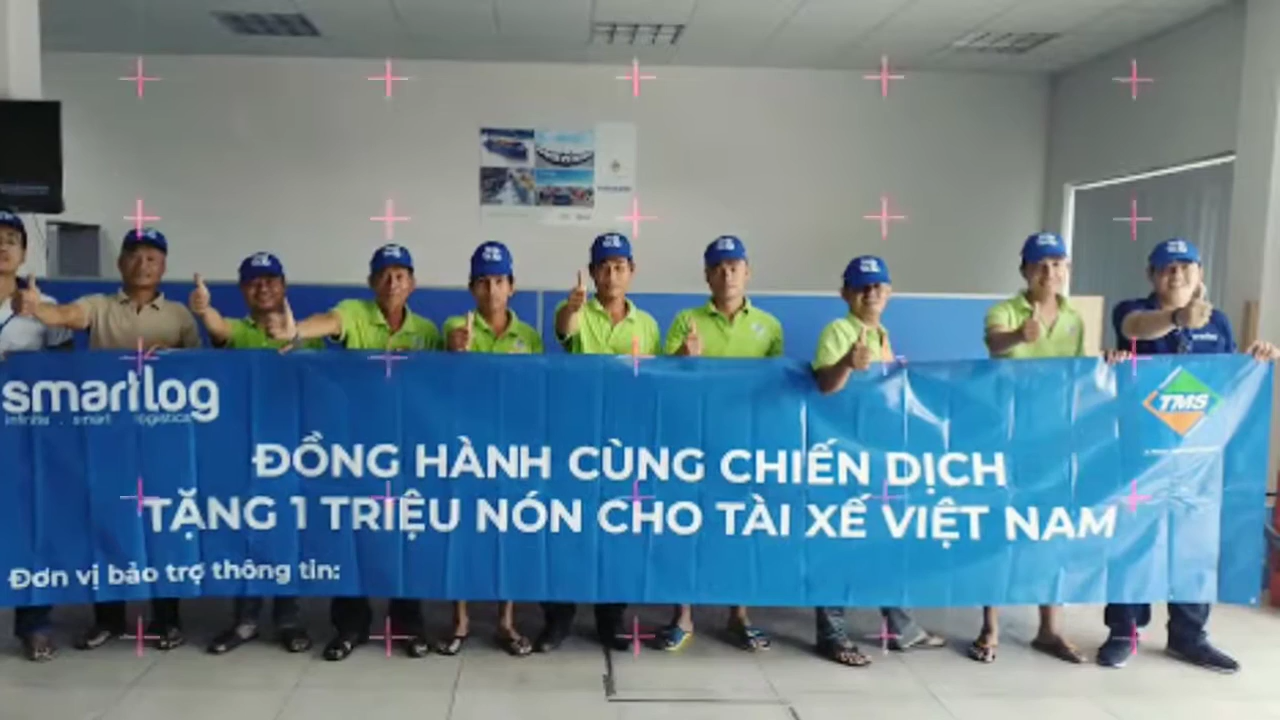 smartlog
infinite . smart logistics
TMS
ĐỒNG HÀNH CÙNG CHIẾN DỊCH
TẶNG 1 TRIỆU NÓN CHO TÀI XẾ VIỆT NAM
Đơn vị bảo trợ thông tin: